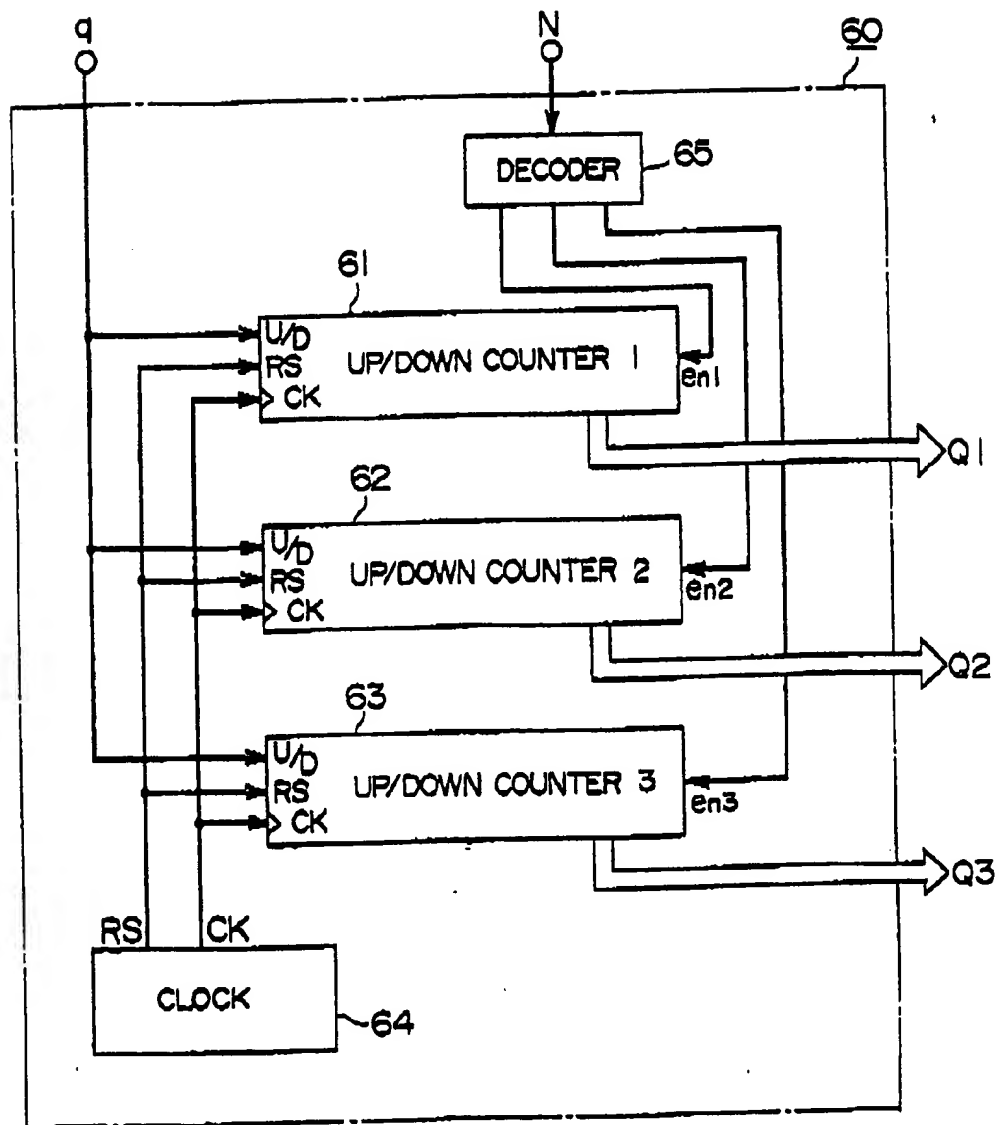 q
N
60
DECODER
65
61
U/D
RS
CK
UP/DOWN COUNTER 1
en1
Q1
62
U/D
RS
CK
UP/DOWN COUNTER 2
en2
Q2
63
U/D
RS
CK
UP/DOWN COUNTER 3
en3
Q3
RS
CK
CLOCK
64